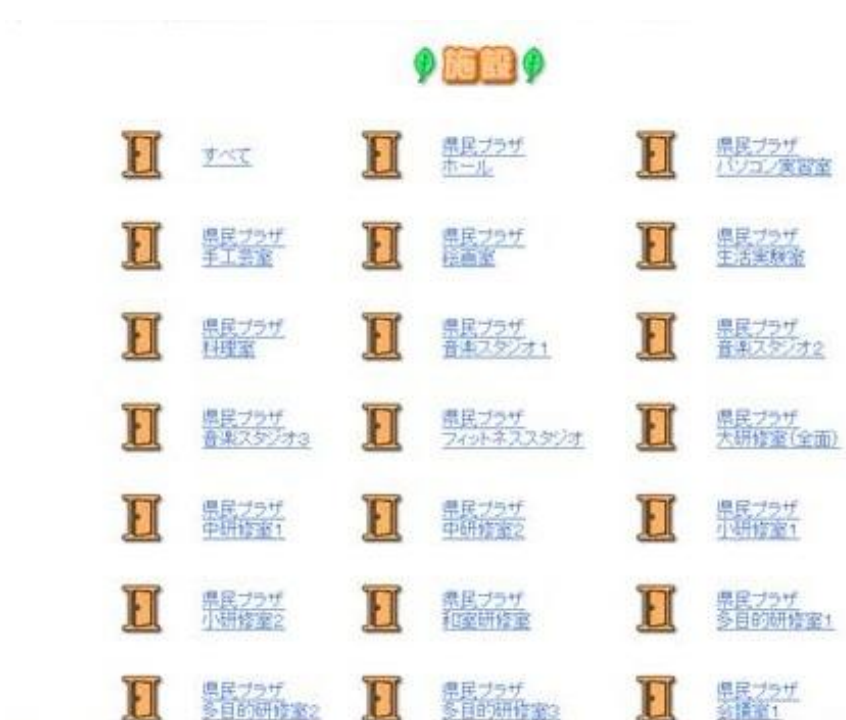 施設
すべて
県民プラザ
ホール
県民プラザ
パソコン実習室
県民プラザ
手工芸室
県民プラザ
絵画室
県民プラザ
生活実験室
県民プラザ
料理室
県民プラザ
音楽スタジオ1
県民プラザ
音楽スタジオ2
県民プラザ
音楽スタジオ3
県民プラザ
フィットネススタジオ
県民プラザ
大研修室(全面)
県民プラザ
中研修室1
県民プラザ
中研修室2
県民プラザ
小研修室1
県民プラザ
小研修室2
県民プラザ
和室研修室
県民プラザ
多目的研修室1
県民プラザ
多目的研修室2
県民プラザ
多目的研修室3
県民プラザ
会議室1